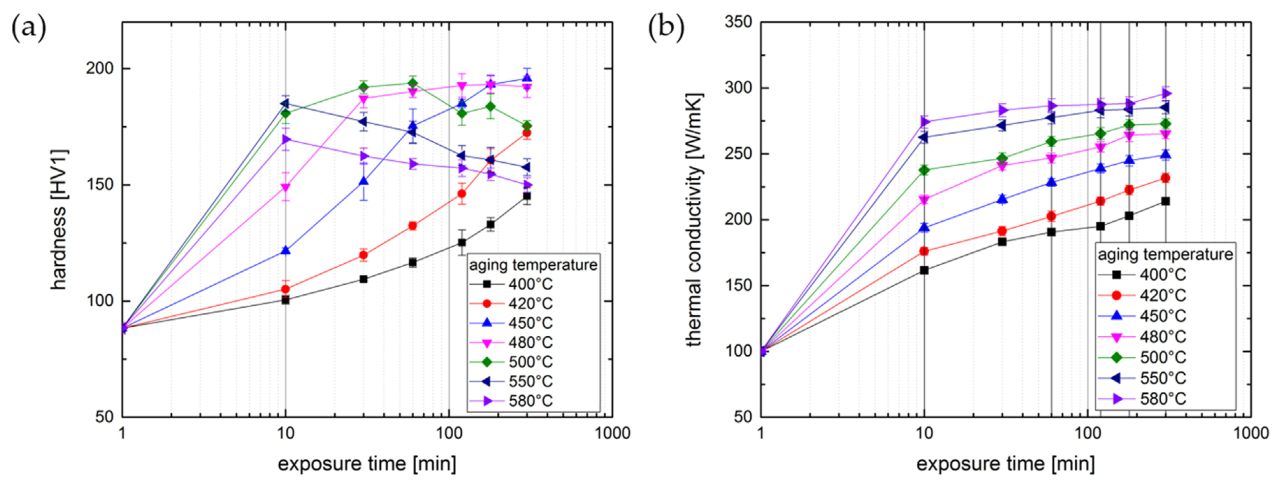 (a)
200
150
100
50
hardness [HV1]
1
10
100
1000
exposure time [min]
aging temperature
400°C
420°C
450°C
480°C
500°C
550°C
580°C
(b)
350
300
250
200
150
100
50
thermal conductivity [W/mK]
1
10
100
1000
exposure time [min]
aging temperature
400°C
420°C
450°C
480°C
500°C
550°C
580°C